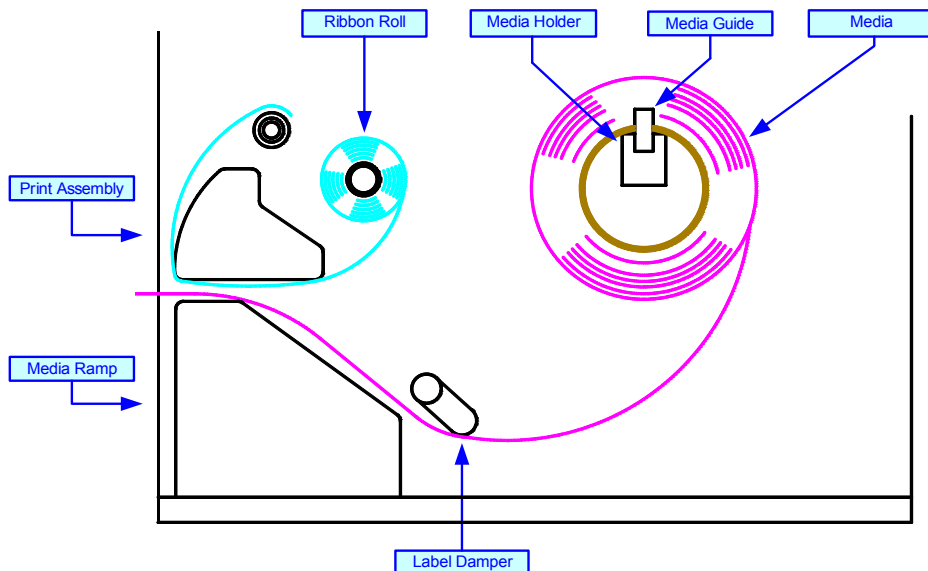 Ribbon Roll
Media Holder
Media Guide
Media
Print Assembly
Media Ramp
Label Damper